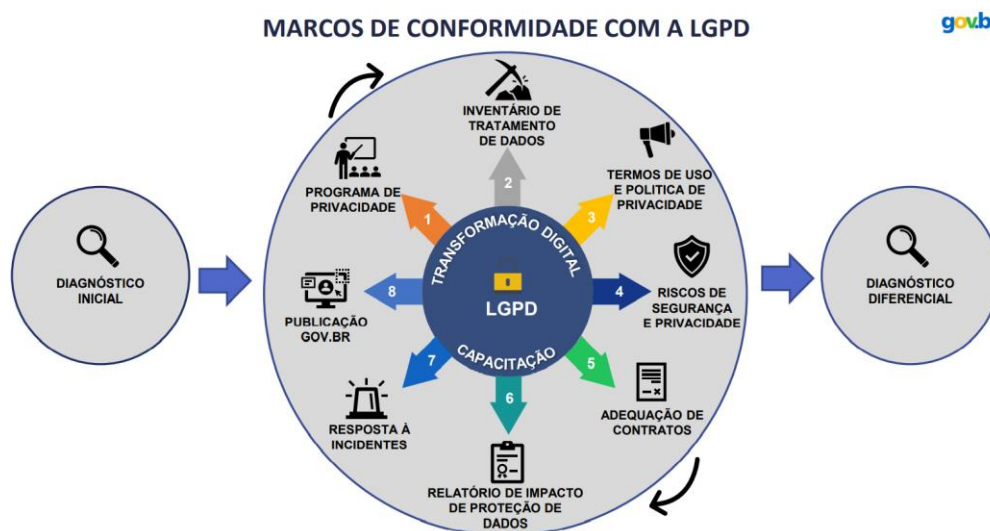 MARCOS DE CONFORMIDADE COM A LGPD
gov.b
DIAGNÓSTICO
INICIAL
PROGRAMA DE
PRIVACIDADE
1
INVENTÁRIO DE
TRATAMENTO
DE DADOS
2
TERMOS DE USO
E POLITICA DE
PRIVACIDADE
3
RISCOS DE
SEGURANÇA
E PRIVACIDADE
4
ADEQUAÇÃO DE
CONTRATOS
5
RELATÓRIO DE IMPACTO
DE PROTEÇÃO DE
DADOS
6
RESPOSTA À
INCIDENTES
7
PUBLICAÇÃO
GOV.BR
8
TRANSFORMAÇÃO DIGITAL
LGPD
CAPACITAÇÃO
DIAGNÓSTICO
DIFERENCIAL